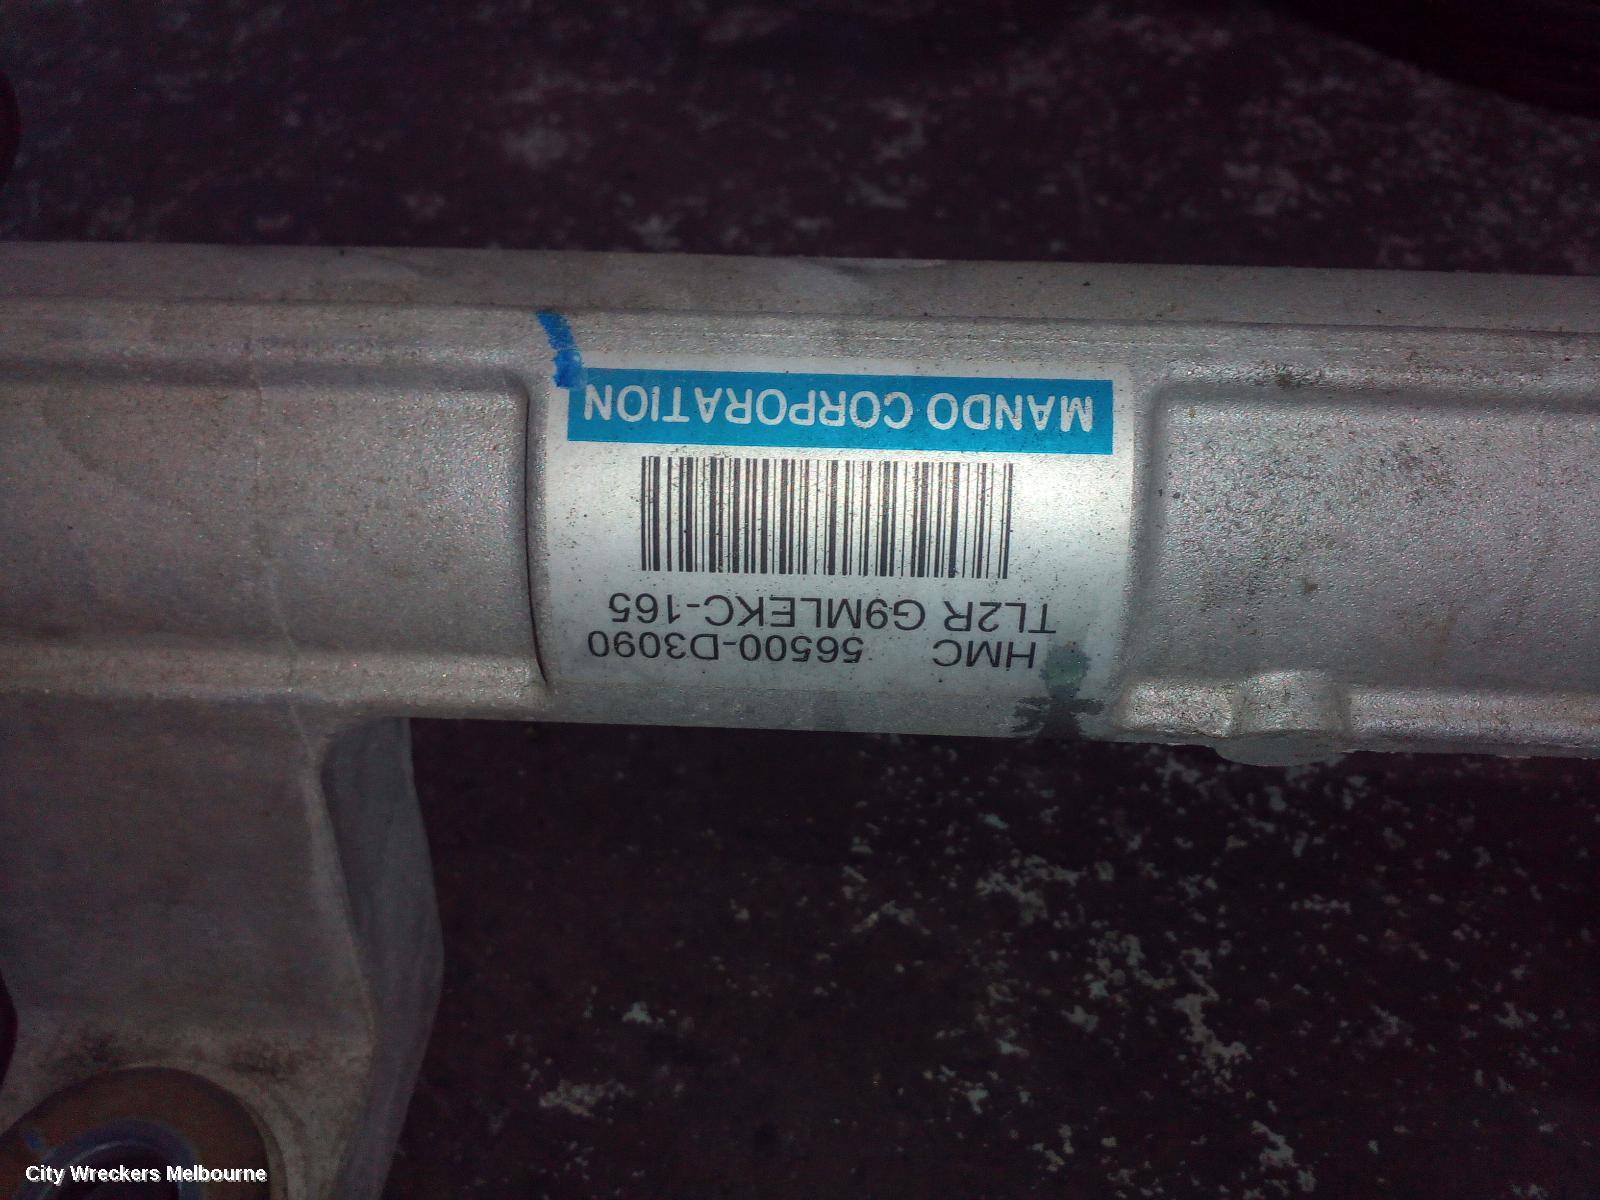 HMC 56500-D3090
TL2R G9MLEKC-165
MANDO CORPORATION
City Wreckers Melbourne